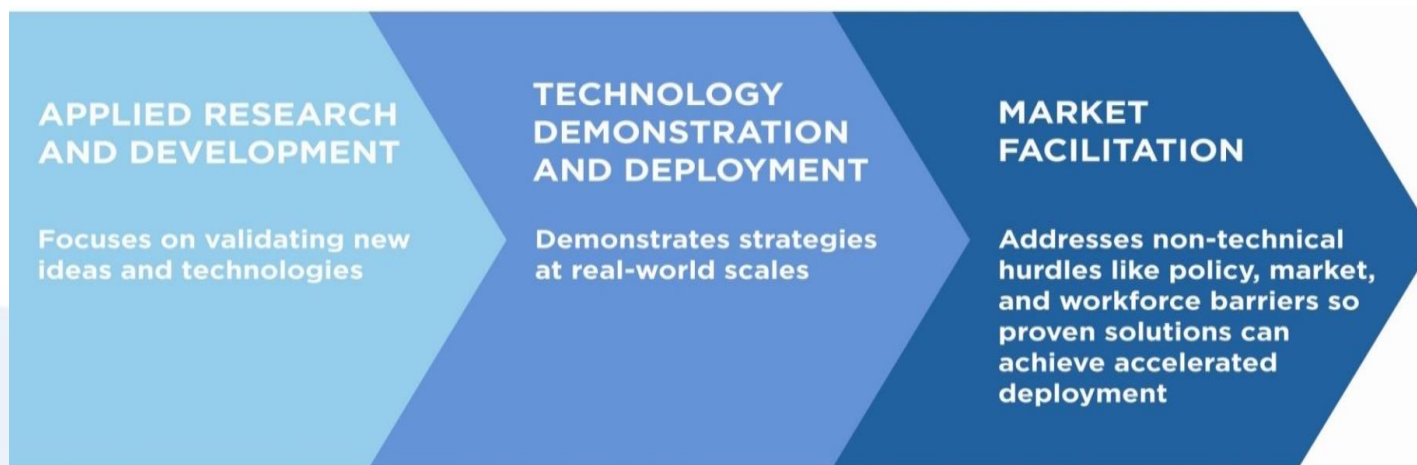 APPLIED RESEARCH
AND DEVELOPMENT
Focuses on validating new
ideas and technologies
TECHNOLOGY
DEMONSTRATION
AND DEPLOYMENT
Demonstrates strategies
at real-world scales
MARKET
FACILITATION
Addresses non-technical
hurdles like policy, market,
and workforce barriers so
proven solutions can
achieve accelerated
deployment